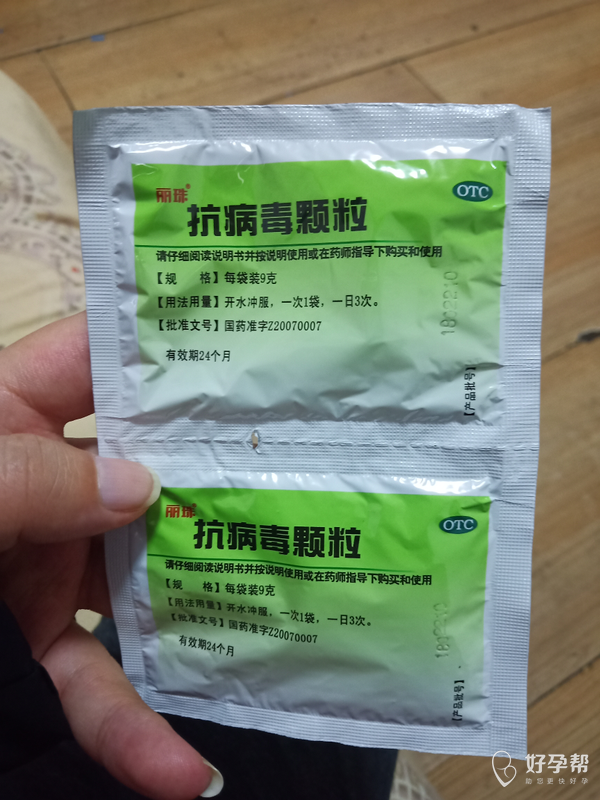 丽珠®
OTC
抗病毒颗粒
请仔细阅读说明书并按说明使用或在药师指导下购买和使用
【规　　格】每袋装9克
【用法用量】开水冲服，一次1袋，一日3次。
【批准文号】国药准字Z20070007
有效期24个月
【产品批号】
丽珠
OTC
抗病毒颗粒
请仔细阅读说明书并按说明使用或在药师指导下购买和使用
【规　　格】每袋装9克
【用法用量】开水冲服，一次1袋，一日3次。
【批准文号】国药准字Z20070007
有效期24个月
【产品批号】
好孕帮
助您更快好孕